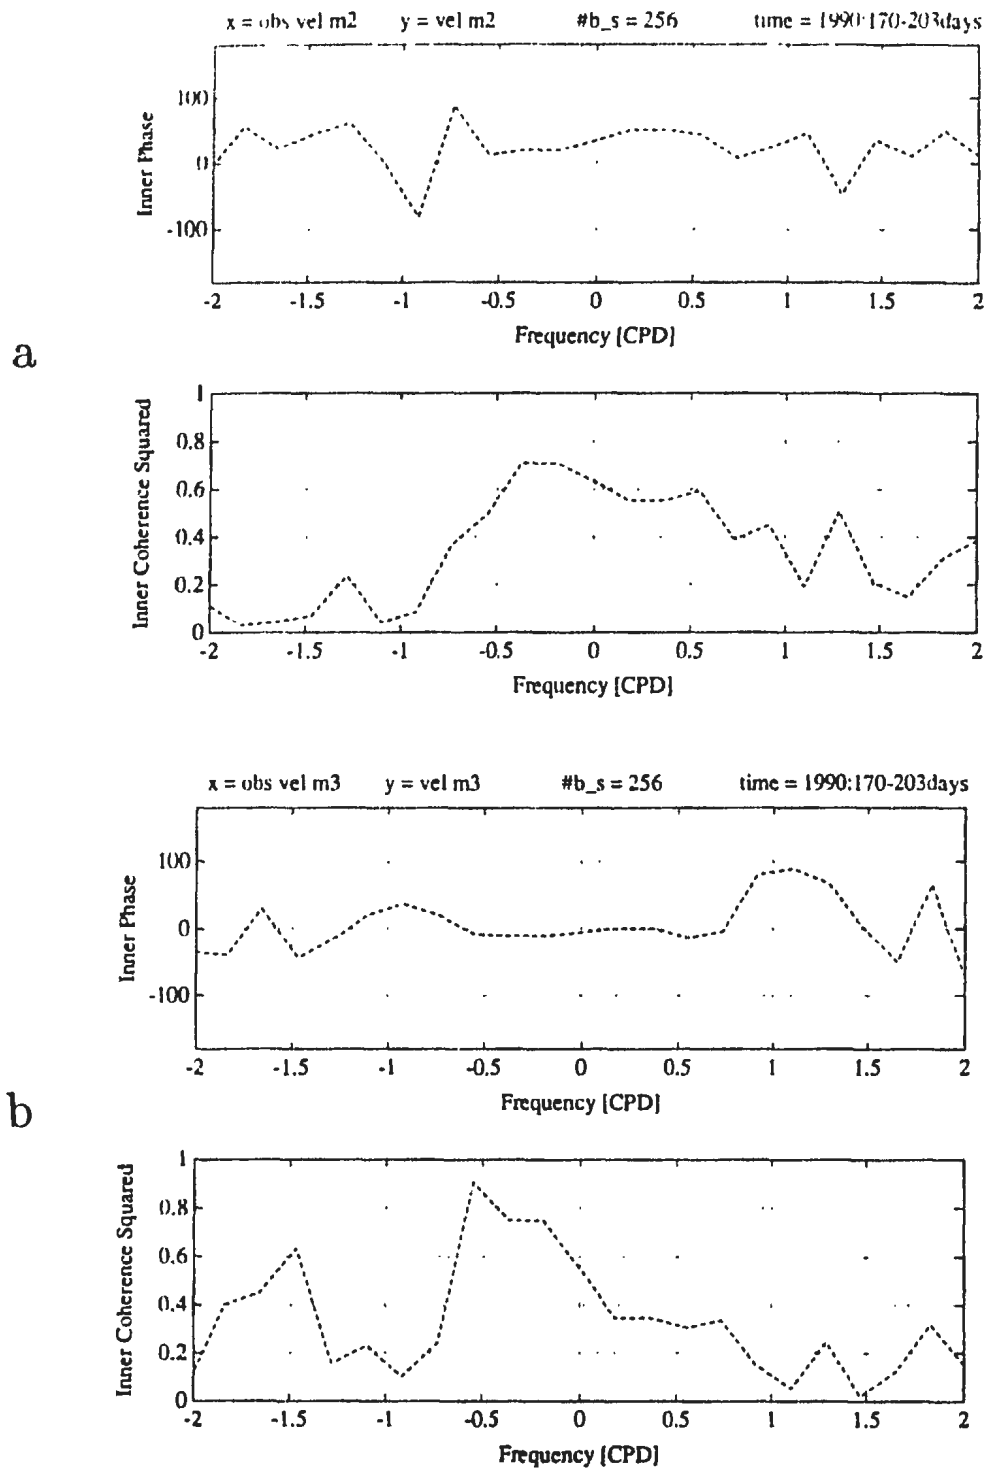 x = obs vel m2 y = vel m2 #b_s = 256 time = 1990:170-203days
100
0
-100
Inner Phase
-2 -1.5 -1 -0.5 0 0.5 1 1.5 2
Frequency [CPD]
a
1
0.8
0.6
0.4
0.2
0
Inner Coherence Squared
-2 -1.5 -1 -0.5 0 0.5 1 1.5 2
Frequency [CPD]
x = obs vel m3 y = vel m3 #b_s = 256 time = 1990:170-203days
100
0
-100
Inner Phase
-2 -1.5 -1 -0.5 0 0.5 1 1.5 2
Frequency [CPD]
b
1
0.8
0.6
0.4
0.2
0
Inner Coherence Squared
-2 -1.5 -1 -0.5 0 0.5 1 1.5 2
Frequency [CPD]